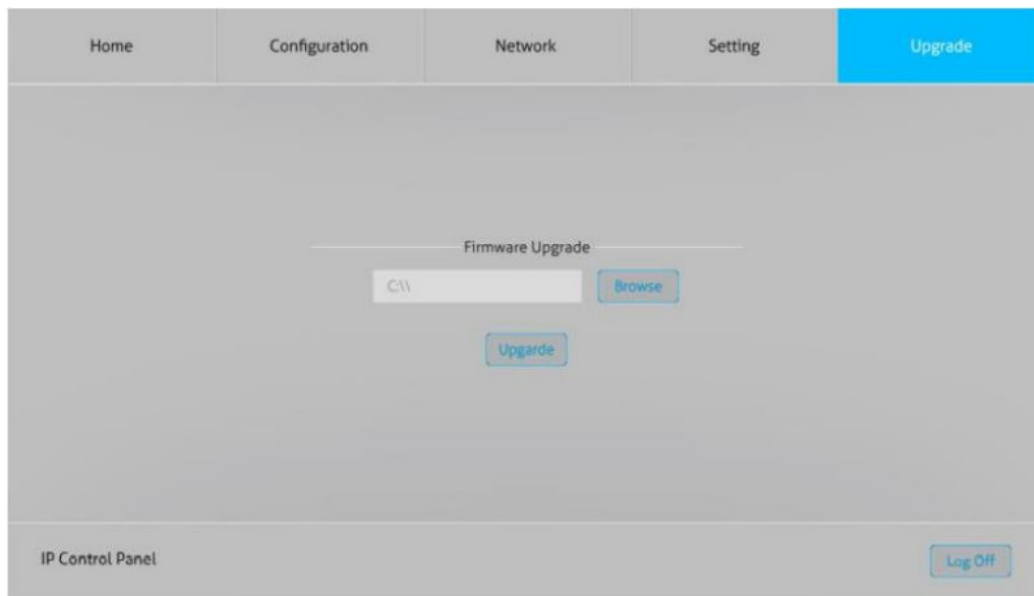 Home Configuration Network Setting Upgrade
Firmware Upgrade
C:\\ Browse
Upgarde
IP Control Panel Log Off